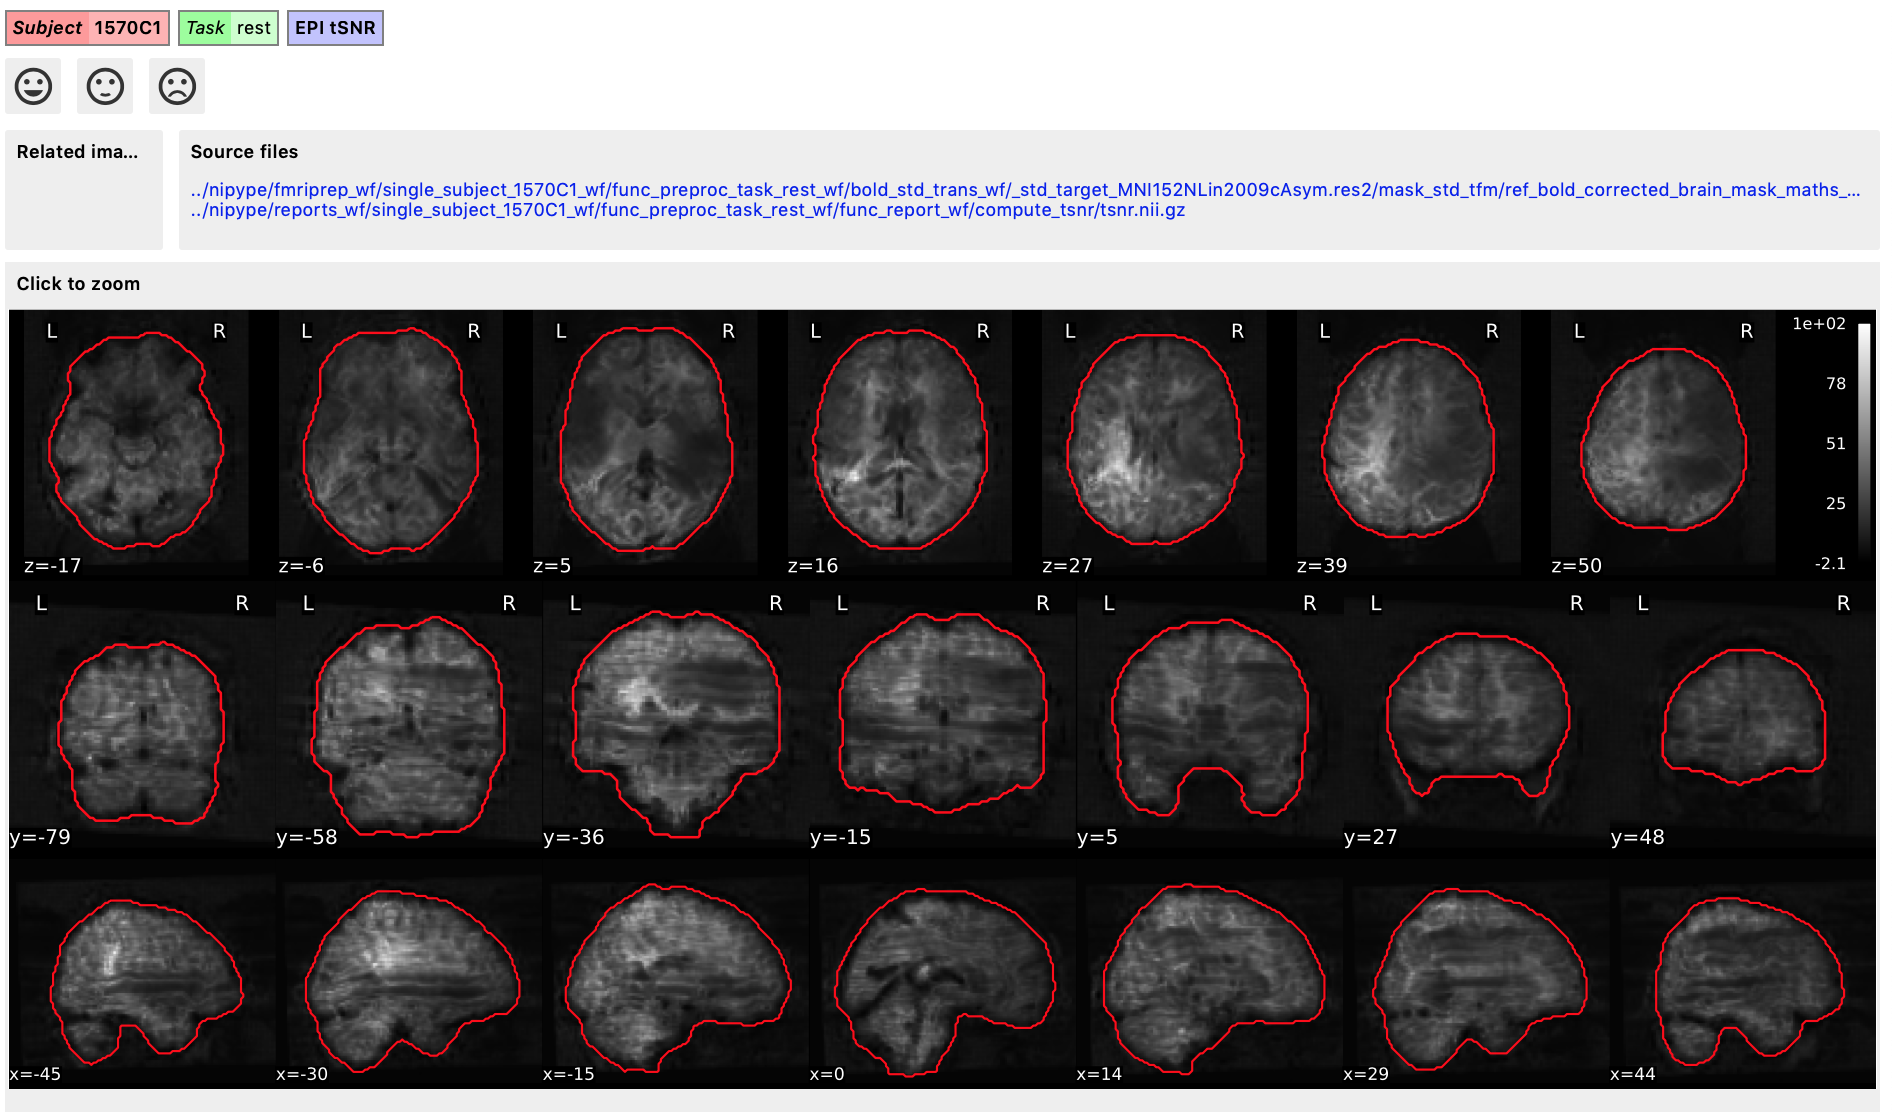 Subject 1570C1 Task rest EPI tSNR
Related ima...
Source files
../nipype/fmriprep_wf/single_subject_1570C1_wf/func_preproc_task_rest_wf/bold_std_trans_wf/_std_target_MNI152NLin2009cAsym.res2/mask_std_tfm/ref_bold_corrected_brain_mask_maths_...
../nipype/reports_wf/single_subject_1570C1_wf/func_preproc_task_rest_wf/func_report_wf/compute_tsnr/tsnr.nii.gz
Click to zoom
L R L R L R L R L R L R L R
1e+02
78
51
25
-2.1
z=-17 z=-6 z=5 z=16 z=27 z=39 z=50
L R L R L R L R L R L R L R
y=-79 y=-58 y=-36 y=-15 y=5 y=27 y=48
x=-45 x=-30 x=-15 x=0 x=14 x=29 x=44